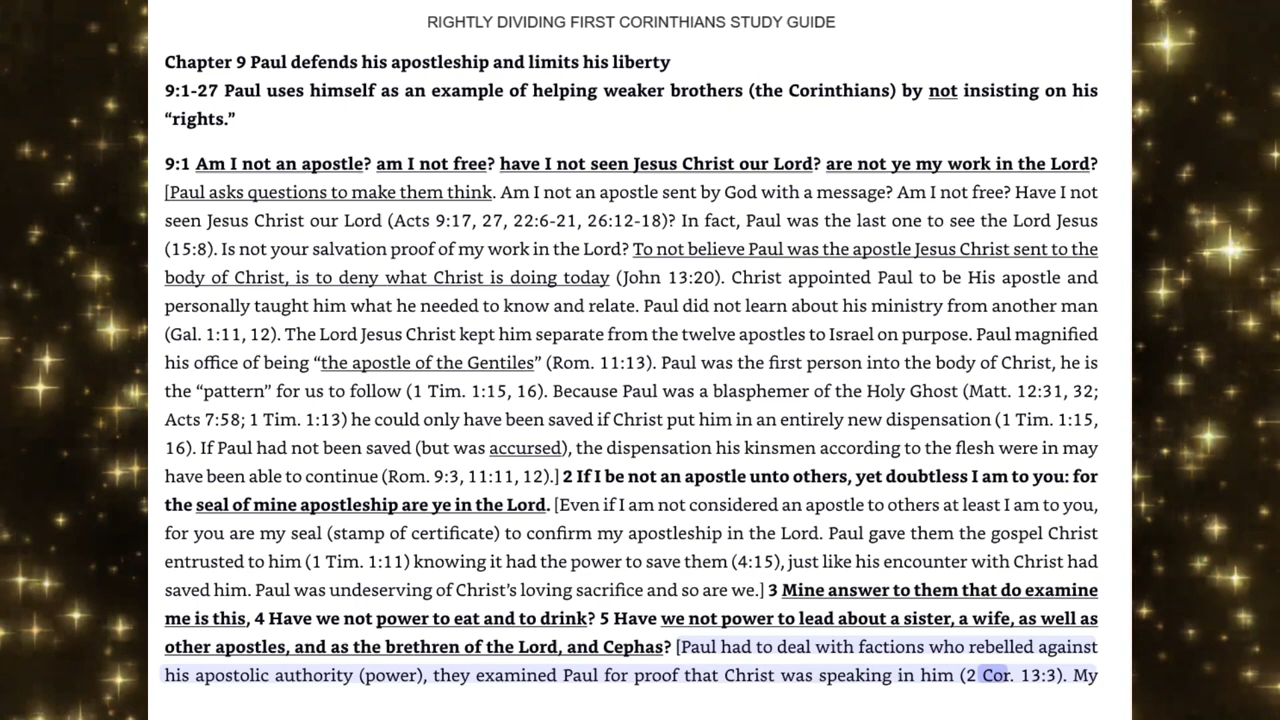 RIGHTLY DIVIDING FIRST CORINTHIANS STUDY GUIDE
Chapter 9 Paul defends his apostleship and limits his liberty
9:1-27 Paul uses himself as an example of helping weaker brothers (the Corinthians) by not insisting on his
“rights.”
9:1 Am I not an apostle? am I not free? have I not seen Jesus Christ our Lord? are not ye my work in the Lord?
[Paul asks questions to make them think. Am I not an apostle sent by God with a message? Am I not free? Have I not
seen Jesus Christ our Lord (Acts 9:17, 27, 22:6-21, 26:12-18)? In fact, Paul was the last one to see the Lord Jesus
(15:8). Is not your salvation proof of my work in the Lord? To not believe Paul was the apostle Jesus Christ sent to the
body of Christ, is to deny what Christ is doing today (John 13:20). Christ appointed Paul to be His apostle and
personally taught him what he needed to know and relate. Paul did not learn about his ministry from another man
(Gal. 1:11, 12). The Lord Jesus Christ kept him separate from the twelve apostles to Israel on purpose. Paul magnified
his office of being “the apostle of the Gentiles” (Rom. 11:13). Paul was the first person into the body of Christ, he is
the “pattern” for us to follow (1 Tim. 1:15, 16). Because Paul was a blasphemer of the Holy Ghost (Matt. 12:31, 32;
Acts 7:58; 1 Tim. 1:13) he could only have been saved if Christ put him in an entirely new dispensation (1 Tim. 1:15,
16). If Paul had not been saved (but was accursed), the dispensation his kinsmen according to the flesh were in may
have been able to continue (Rom. 9:3, 11:11, 12).] 2 If I be not an apostle unto others, yet doubtless I am to you: for
the seal of mine apostleship are ye in the Lord. [Even if I am not considered an apostle to others at least I am to you,
for you are my seal (stamp of certificate) to confirm my apostleship in the Lord. Paul gave them the gospel Christ
entrusted to him (1 Tim. 1:11) knowing it had the power to save them (4:15), just like his encounter with Christ had
saved him. Paul was undeserving of Christ’s loving sacrifice and so are we.] 3 Mine answer to them that do examine
me is this, 4 Have we not power to eat and to drink? 5 Have we not power to lead about a sister, a wife, as well as
other apostles, and as the brethren of the Lord, and Cephas? [Paul had to deal with factions who rebelled against
his apostolic authority (power), they examined Paul for proof that Christ was speaking in him (2 Cor. 13:3). My